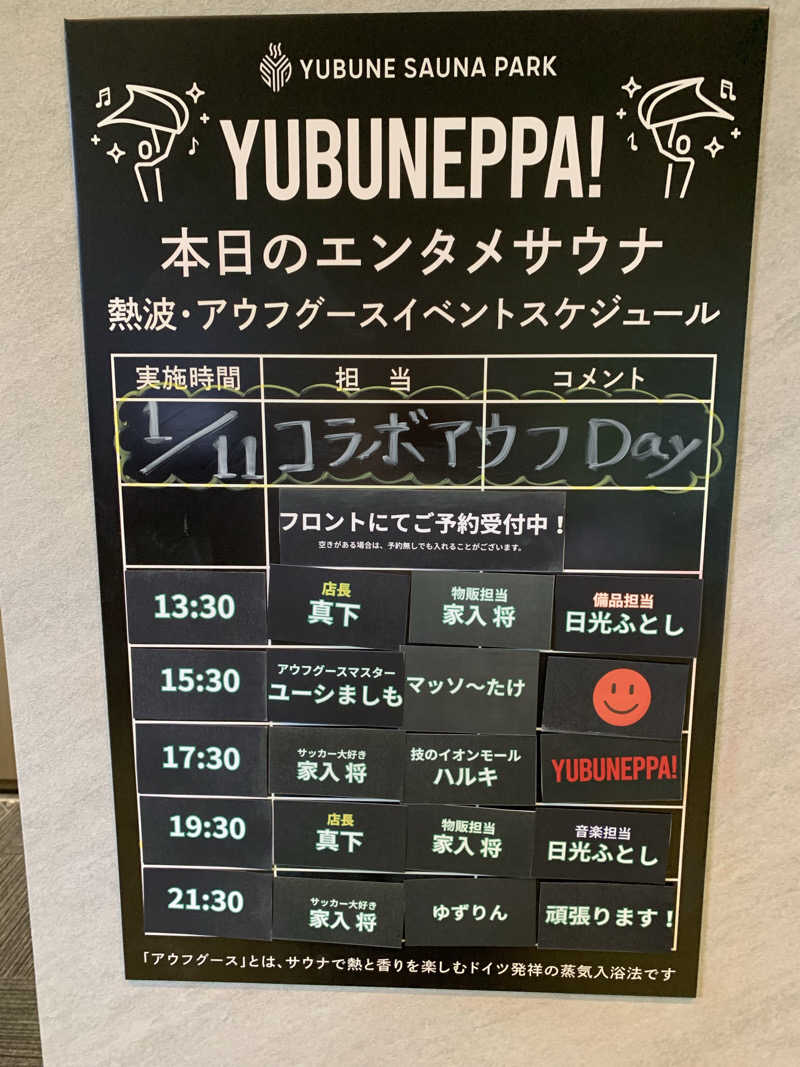 YUBUNE SAUNA PARK
YUBUNEPPA!
本日のエンタメサウナ
熱波・アウフグースイベントスケジュール
実施時間 担当 コメント
1/11 コラボアウフDay
フロントにてご予約受付中!
空きがある場合は、予約無しでも入れることがございます。
13:30 店長 真下 物販担当 家入 将 備品担当 日光ふとし
15:30 アウフグースマスター ユーシましも マッソ〜たけ
17:30 サッカー大好き 家入 将 技のイオンモール ハルキ YUBUNEPPA!
19:30 店長 真下 物販担当 家入 将 音楽担当 日光ふとし
21:30 サッカー大好き 家入 将 ゆずりん 頑張ります!
「アウフグース」とは、サウナで熱と香りを楽しむドイツ発祥の蒸気入浴法です